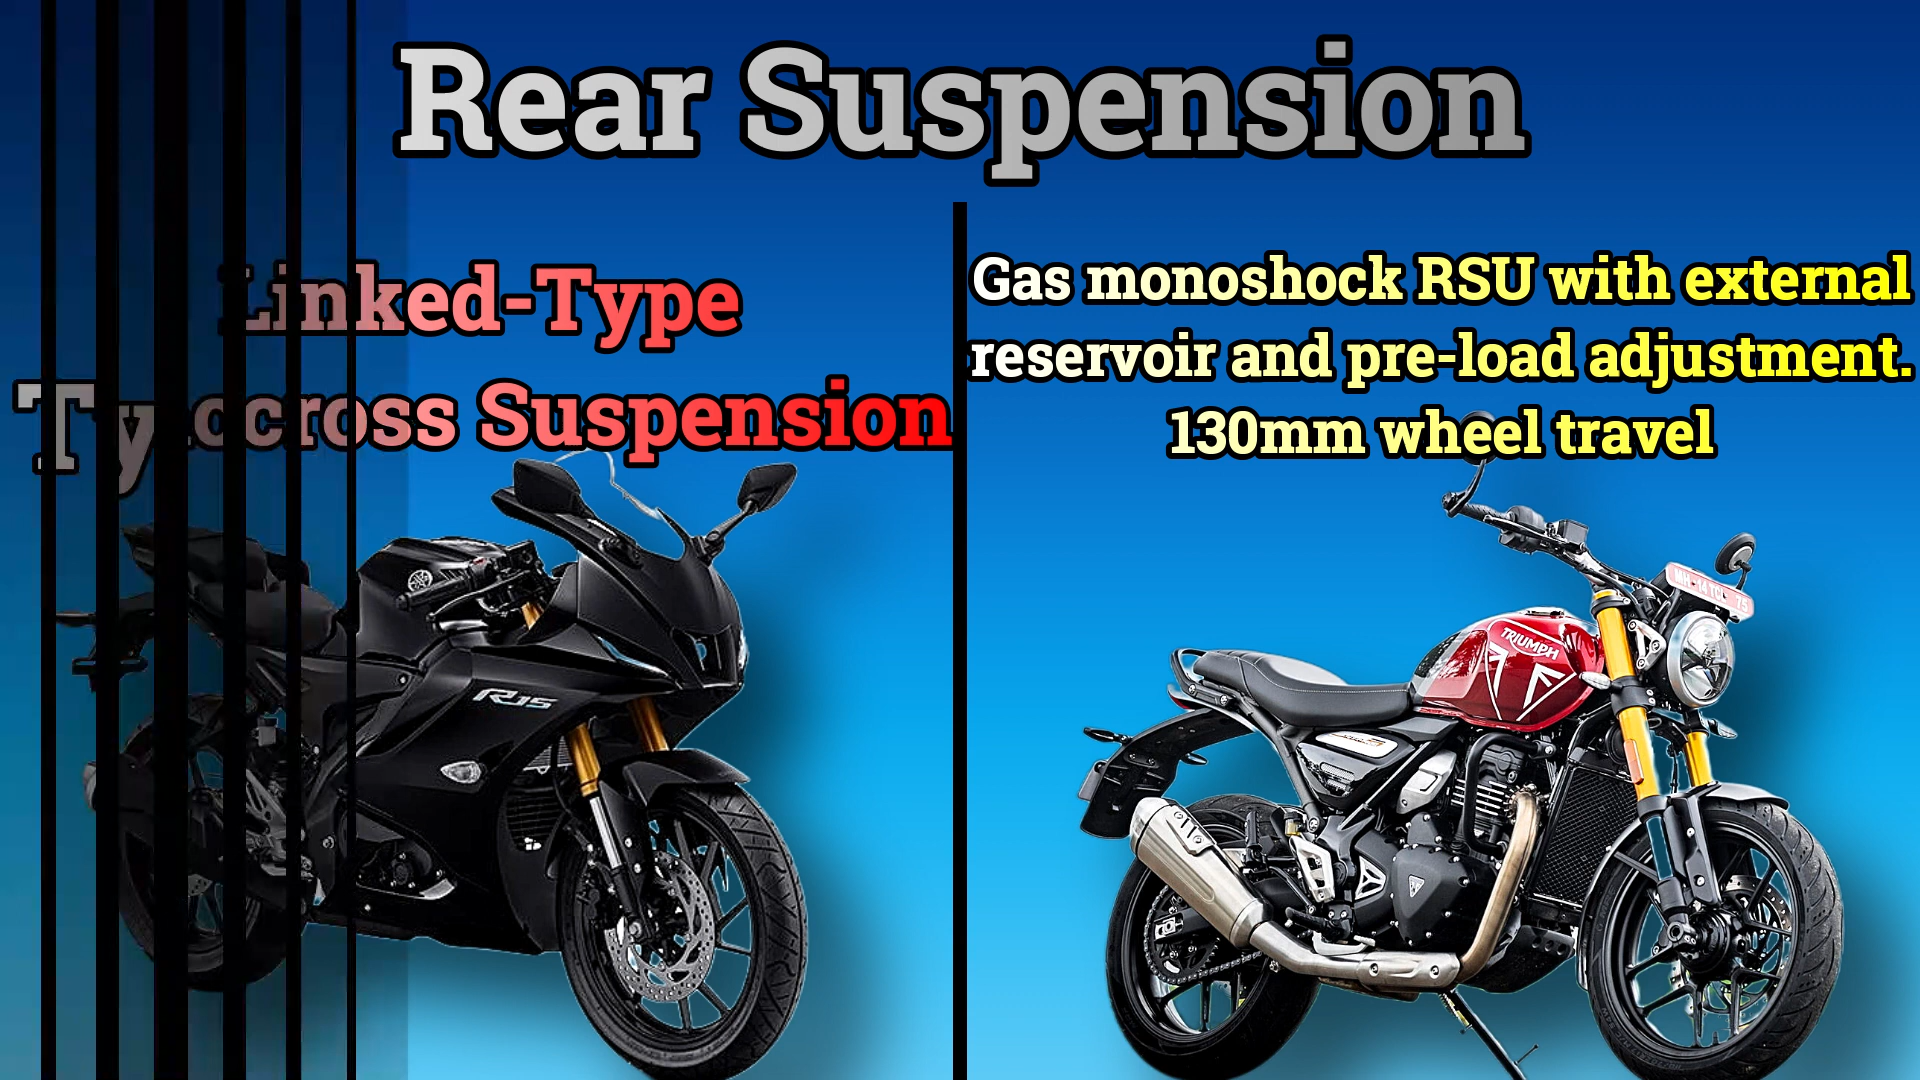 Rear Suspension
Linked-Type
Suspension
Gas monoshock RSU with external
reservoir and pre-load adjustment.
130mm wheel travel
R15
TRIUMPH